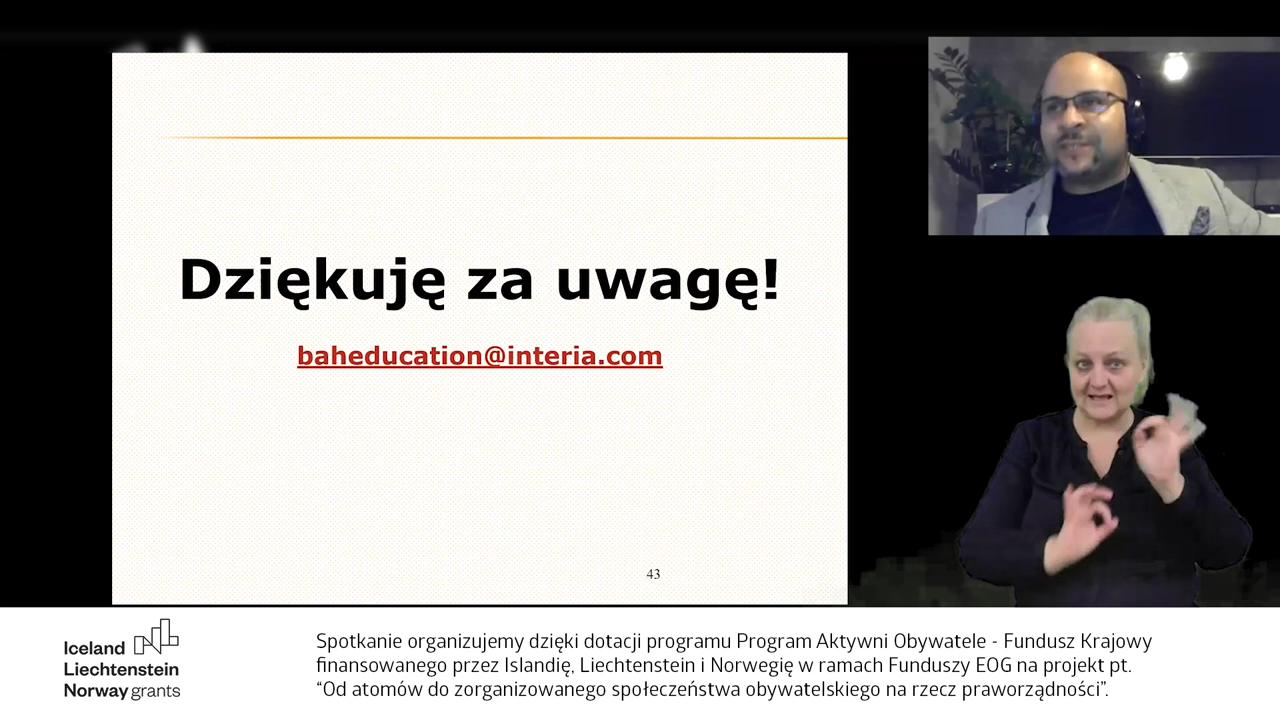 Dziękuję za uwagę!
baheducation@interia.com
43
Iceland
Liechtenstein
Norway grants
Spotkanie organizujemy dzięki dotacji programu Program Aktywni Obywatele - Fundusz Krajowy
finansowanego przez Islandię, Liechtenstein i Norwegię w ramach Funduszy EOG na projekt pt.
“Od atomów do zorganizowanego społeczeństwa obywatelskiego na rzecz praworządności”.